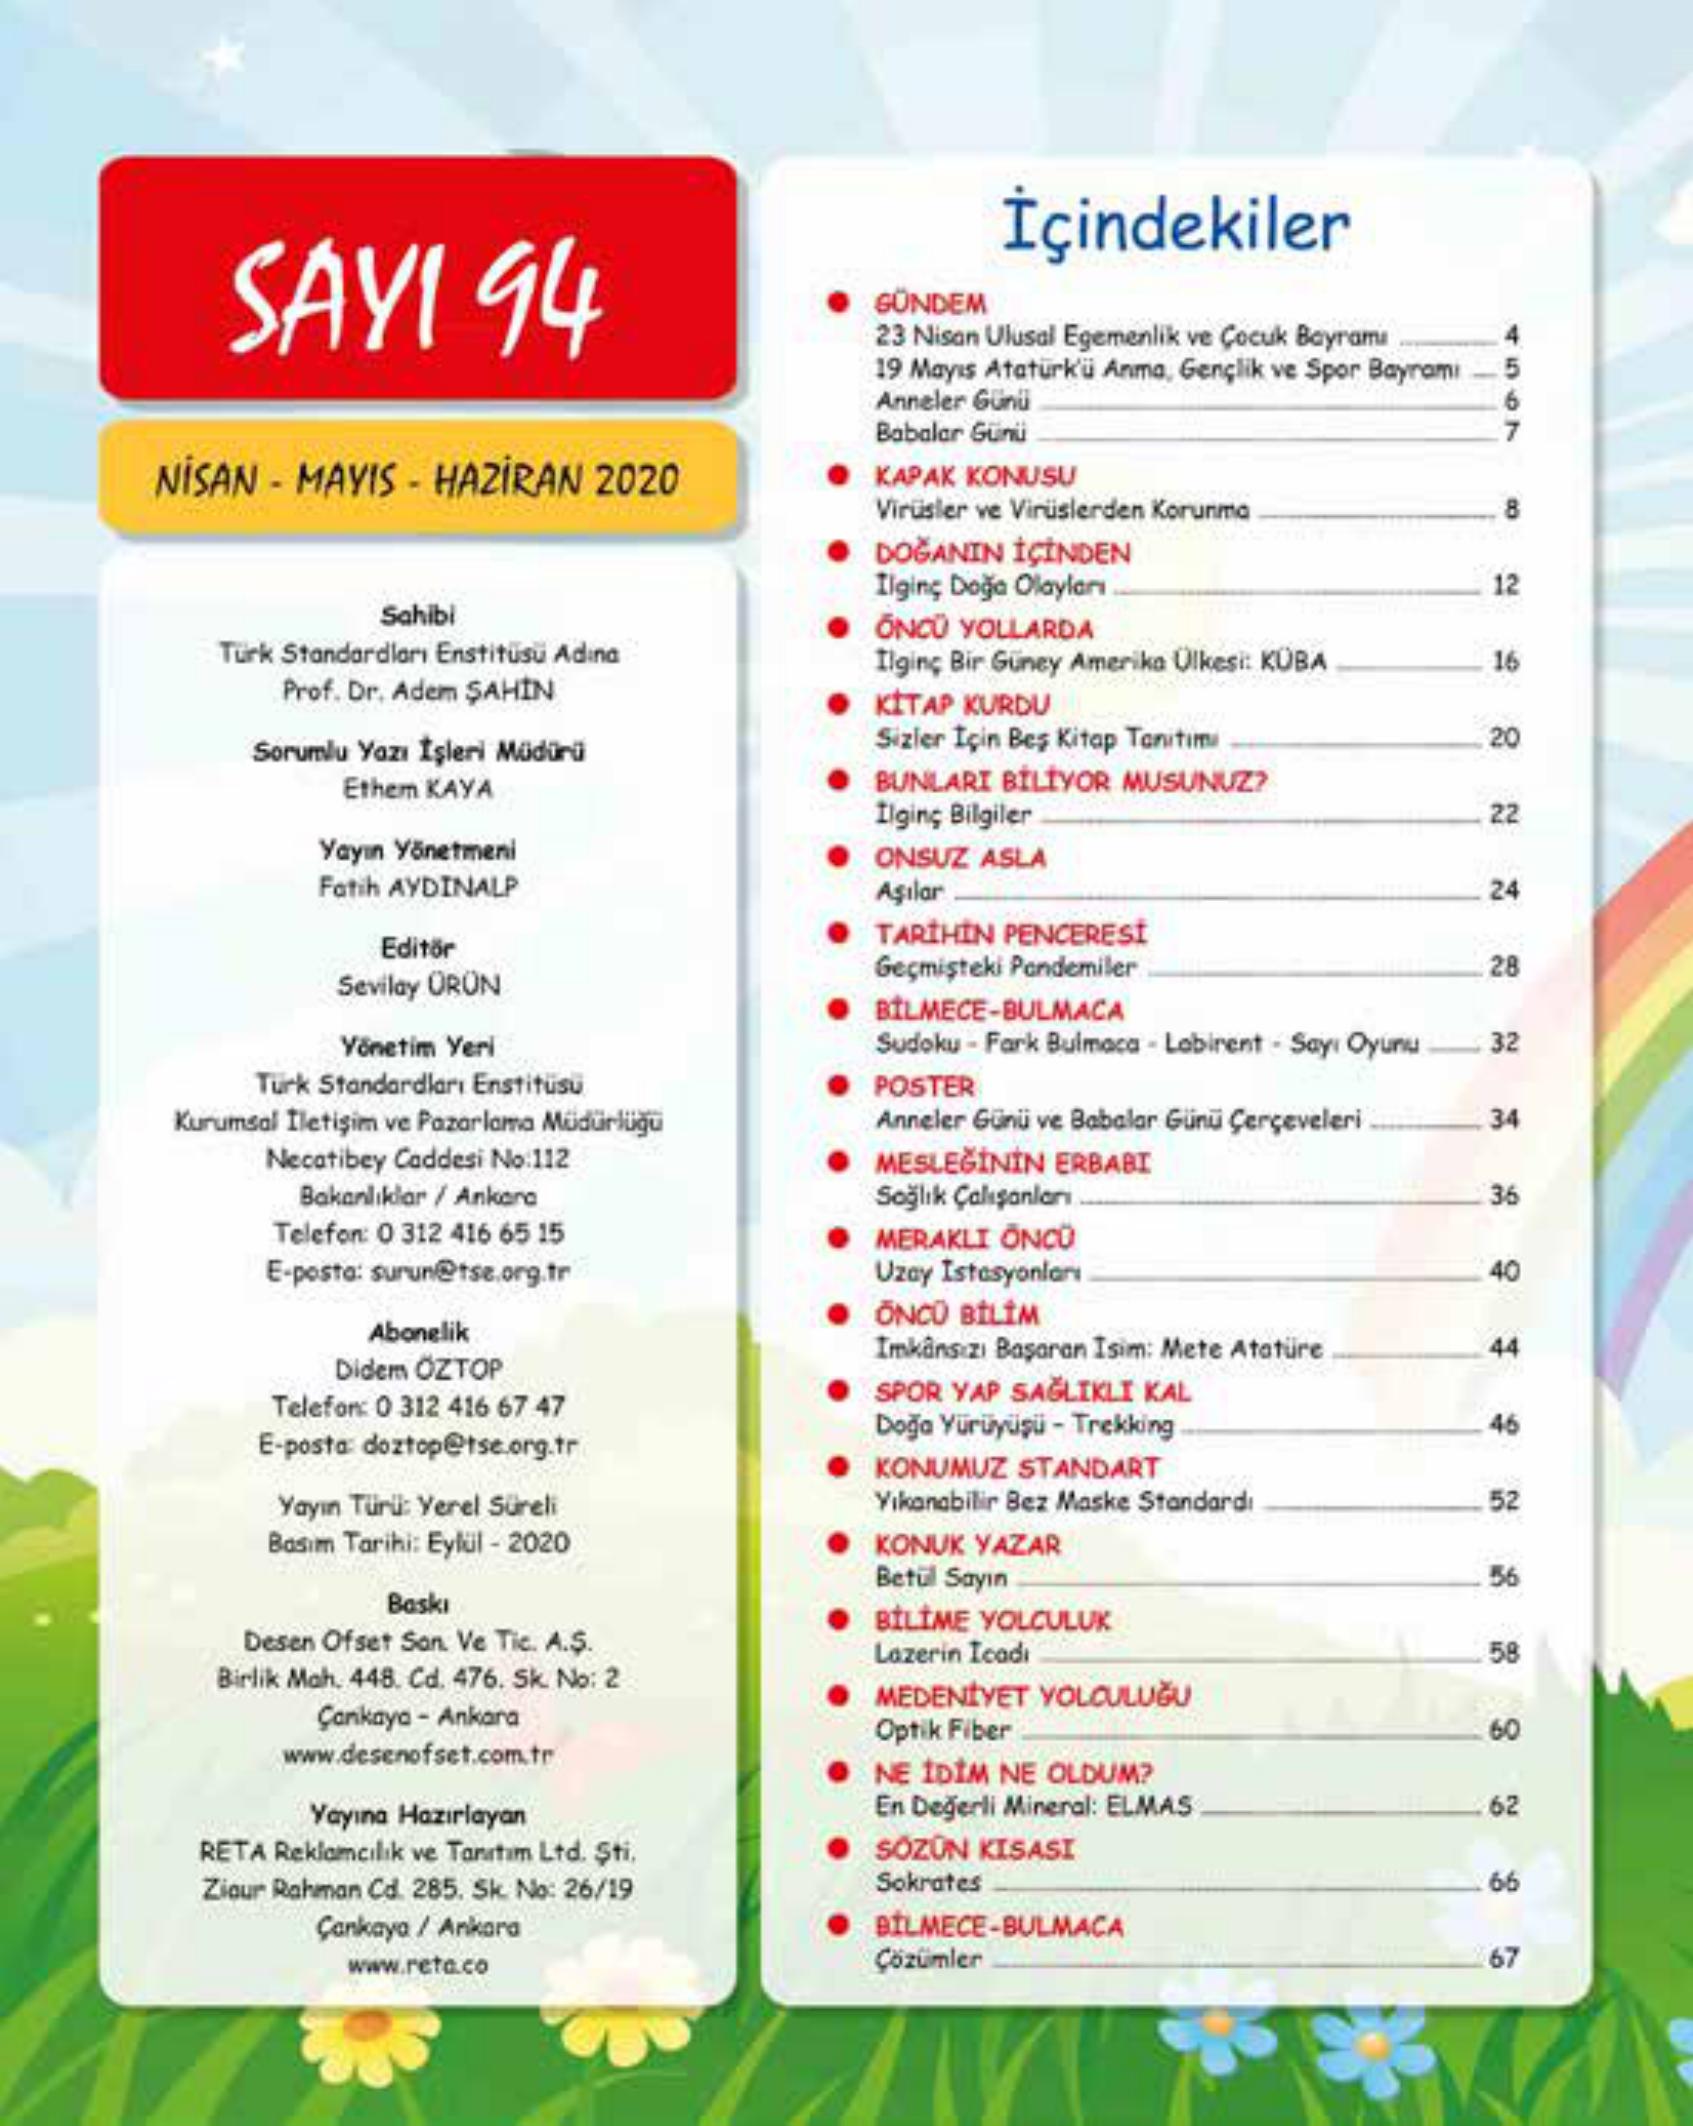 SAYI 94
NİSAN - MAYIS - HAZİRAN 2020
Sahibi
Türk Standardları Enstitüsü Adına
Prof. Dr. Adem ŞAHİN
Sorumlu Yazı İşleri Müdürü
Ethem KAYA
Yayın Yönetmeni
Fatih AYDINALP
Editör
Sevilay ÜRÜN
Yönetim Yeri
Türk Standardları Enstitüsü
Kurumsal İletişim ve Pazarlama Müdürlüğü
Necatibey Caddesi No:112
Bakanlıklar / Ankara
Telefon: 0 312 416 65 15
E-posta: surun@tse.org.tr
Abonelik
Didem ÖZTOP
Telefon: 0 312 416 67 47
E-posta: doztop@tse.org.tr
Yayın Türü: Yerel Süreli
Basım Tarihi: Eylül - 2020
Baskı
Desen Ofset San. Ve Tic. A.Ş.
Birlik Mah. 448. Cd. 476. Sk. No: 2
Çankaya - Ankara
www.desenofset.com.tr
Yayına Hazırlayan
RETA Reklamcılık ve Tanıtım Ltd. Şti.
Ziaur Rahman Cd. 285. Sk. No: 26/19
Çankaya / Ankara
www.reta.co
İçindekiler
GÜNDEM
23 Nisan Ulusal Egemenlik ve Çocuk Bayramı 4
19 Mayıs Atatürk'ü Anma, Gençlik ve Spor Bayramı 5
Anneler Günü 6
Babalar Günü 7
KAPAK KONUSU
Virüsler ve Virüslerden Korunma 8
DOĞANIN İÇİNDEN
İlginç Doğa Olayları 12
ÖNCÜ YOLLARDA
İlginç Bir Güney Amerika Ülkesi: KÜBA 16
KİTAP KURDU
Sizler İçin Beş Kitap Tanıtımı 20
BUNLARI BİLİYOR MUSUNUZ?
İlginç Bilgiler 22
ONSUZ ASLA
Aşılar 24
TARİHİN PENCERESİ
Geçmişteki Pandemiler 28
BİLMECE-BULMACA
Sudoku - Fark Bulmaca - Labirent - Sayı Oyunu 32
POSTER
Anneler Günü ve Babalar Günü Çerçeveleri 34
MESLEĞİNİN ERBABI
Sağlık Çalışanları 36
MERAKLI ÖNCÜ
Uzay İstasyonları 40
ÖNCÜ BİLİM
İmkânsızı Başaran İsim: Mete Atatüre 44
SPOR YAP SAĞLIKLI KAL
Doğa Yürüyüşü - Trekking 46
KONUMUZ STANDART
Yıkanabilir Bez Maske Standardı 52
KONUK YAZAR
Betül Sayın 56
BİLİME YOLCULUK
Lazerin İcadı 58
MEDENİYET YOLCULUĞU
Optik Fiber 60
NE İDİM NE OLDUM?
En Değerli Mineral: ELMAS 62
SÖZÜN KISASI
Sokrates 66
BİLMECE-BULMACA
Çözümler 67